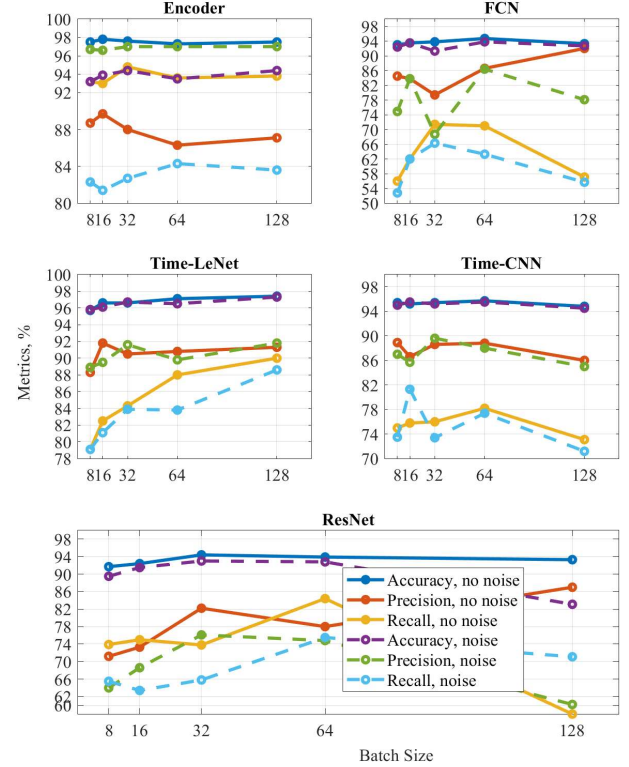 Encoder
100
98
96
94
92
88
84
80
8 16 32 64 128
FCN
98
94
90
86
82
78
74
70
66
62
58
54
50
8 16 32 64 128
Time-LeNet
100
98
96
94
92
90
88
86
84
82
80
78
8 16 32 64 128
Time-CNN
98
94
90
86
82
78
74
70
8 16 32 64 128
Metrics, %
ResNet
98
94
90
86
82
78
74
70
66
62
60
8 16 32 64 128
Accuracy, no noise
Precision, no noise
Recall, no noise
Accuracy, noise
Precision, noise
Recall, noise
Batch Size